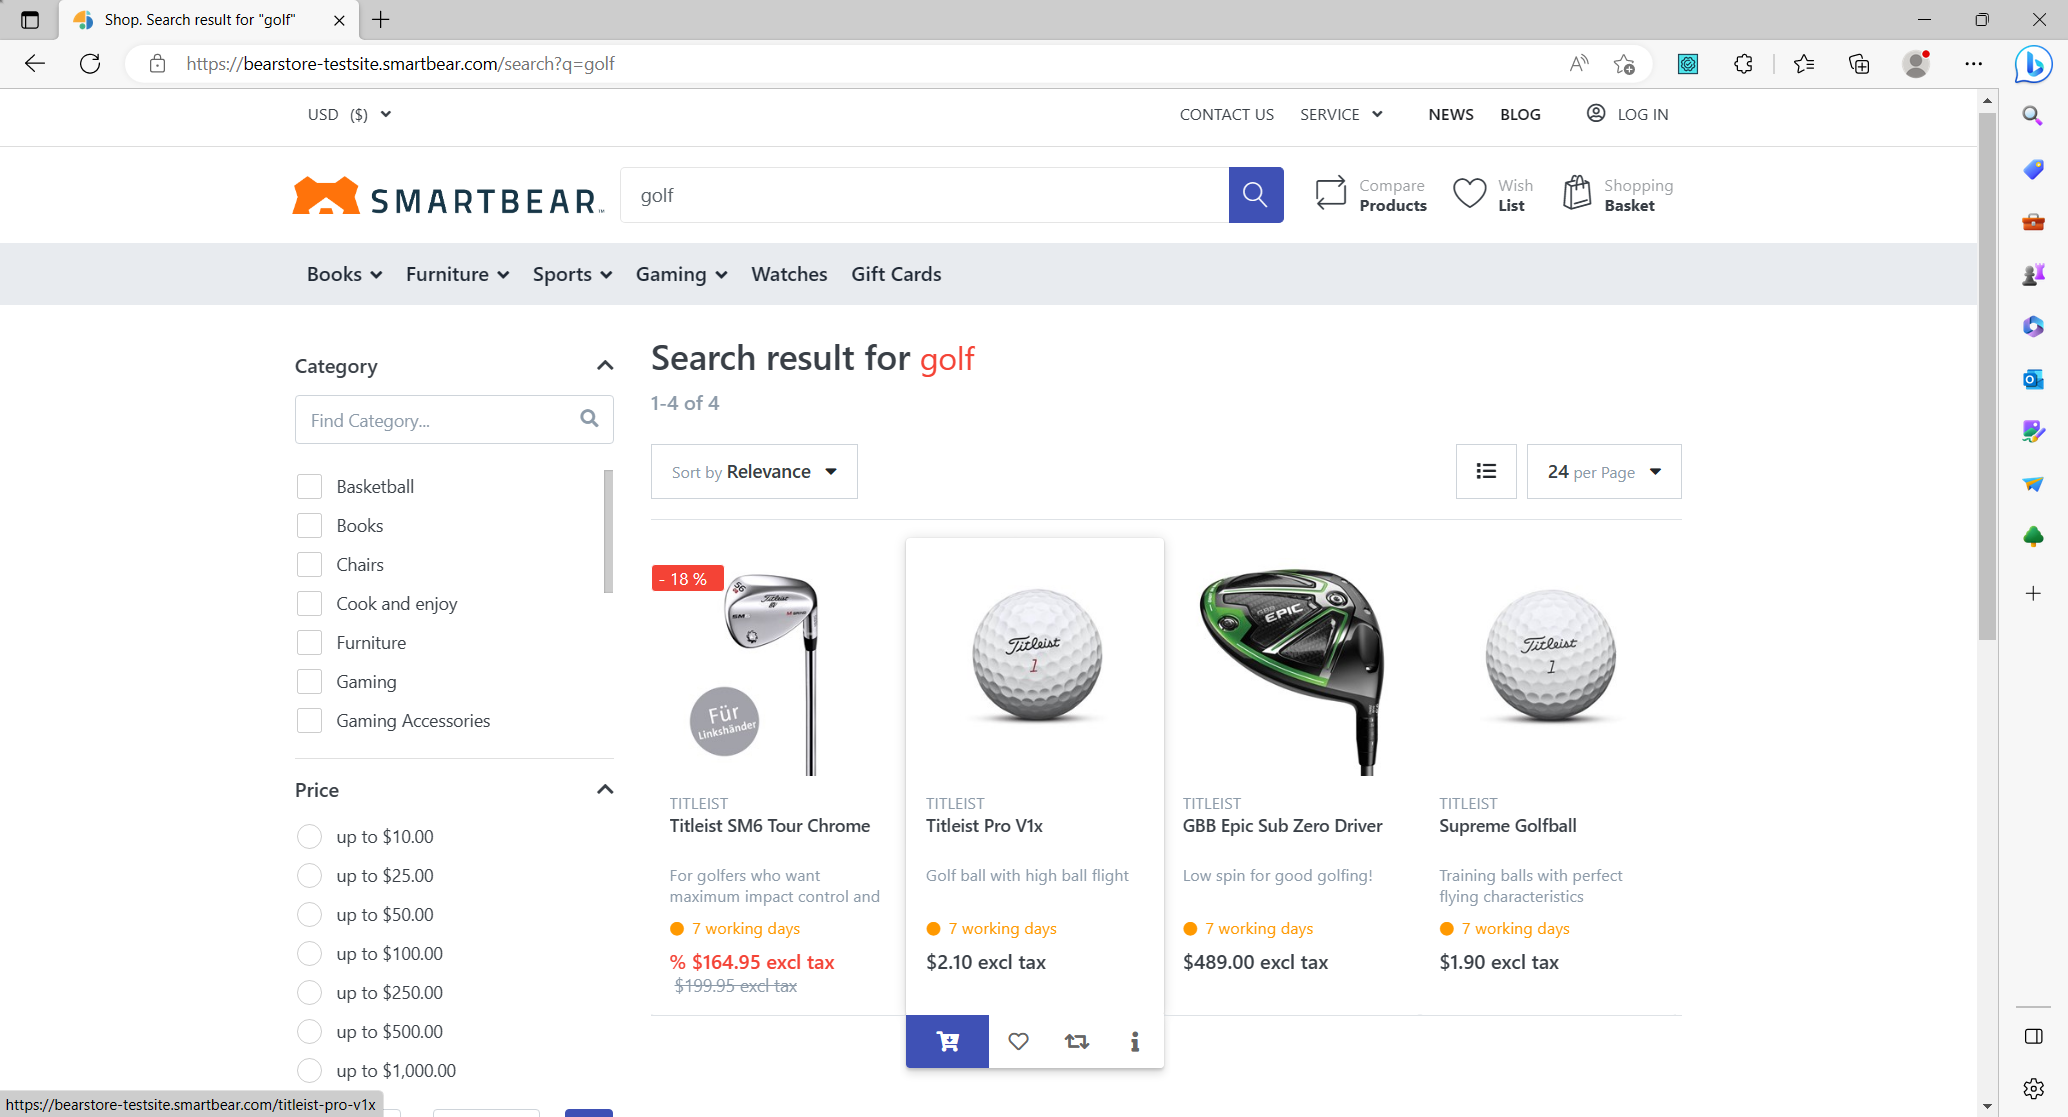 Shop. Search result for "golf"
https://bearstore-testsite.smartbear.com/search?q=golf
USD ($)
CONTACT US SERVICE NEWS BLOG LOG IN
SMARTBEAR
golf
Compare Products
Wish List
Shopping Basket
Books Furniture Sports Gaming Watches Gift Cards
Category
Find Category...
Basketball
Books
Chairs
Cook and enjoy
Furniture
Gaming
Gaming Accessories
Price
up to $10.00
up to $25.00
up to $50.00
up to $100.00
up to $250.00
up to $500.00
up to $1,000.00
Search result for golf
1-4 of 4
Sort by Relevance
24 per Page
- 18 %
56
Titleist
SM6
Für
Linkshänder
TITLEIST
Titleist SM6 Tour Chrome
For golfers who want
maximum impact control and
7 working days
% $164.95 excl tax
$199.95 excl tax
Titleist
1
TITLEIST
Titleist Pro V1x
Golf ball with high ball flight
7 working days
$2.10 excl tax
GBB EPIC
TITLEIST
GBB Epic Sub Zero Driver
Low spin for good golfing!
7 working days
$489.00 excl tax
Titleist
1
TITLEIST
Supreme Golfball
Training balls with perfect
flying characteristics
7 working days
$1.90 excl tax
https://bearstore-testsite.smartbear.com/titleist-pro-v1x